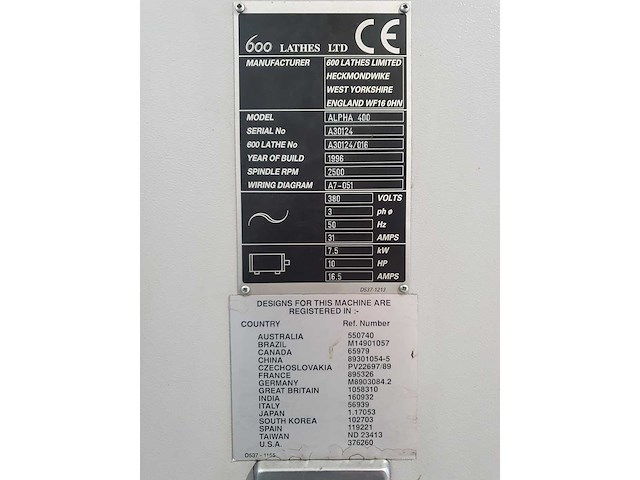 600 LATHES LTD CE
MANUFACTURER 600 LATHES LIMITED
HECKMONDWIKE
WEST YORKSHIRE
ENGLAND WF16 0HN
MODEL ALPHA 400
SERIAL No A30124
600 LATHE No A30124/016
YEAR OF BUILD 1996
SPINDLE RPM 2500
WIRING DIAGRAM A7-051
380 VOLTS
3 ph ø
50 Hz
31 AMPS
7,5 kW
10 HP
16,5 AMPS
DS37-1213
DESIGNS FOR THIS MACHINE ARE
REGISTERED IN :-
COUNTRY Ref. Number
AUSTRALIA 550740
BRAZIL M14901057
CANADA 65979
CHINA 89301054-5
CZECHOSLOVAKIA PV22697/89
FRANCE 895326
GERMANY M8903084.2
GREAT BRITAIN 1058310
INDIA 160932
ITALY 56939
JAPAN 1.17053
SOUTH KOREA 102703
SPAIN 119221
TAIWAN ND 23413
U.S.A. 376260
DS37 - 1155